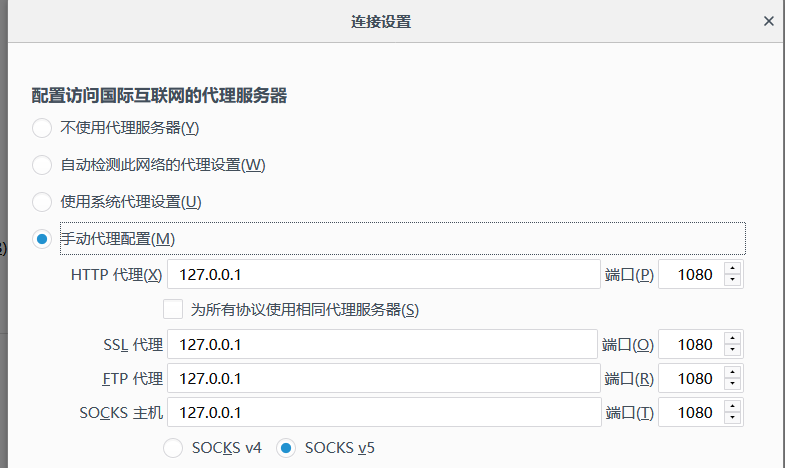 连接设置
配置访问国际互联网的代理服务器
不使用代理服务器(Y)
自动检测此网络的代理设置(W)
使用系统代理设置(U)
手动代理配置(M)
HTTP 代理(X) 127.0.0.1 端口(P) 1080
为所有协议使用相同代理服务器(S)
SSL 代理 127.0.0.1 端口(O) 1080
FTP 代理 127.0.0.1 端口(R) 1080
SOCKS 主机 127.0.0.1 端口(T) 1080
SOCKS v4 SOCKS v5